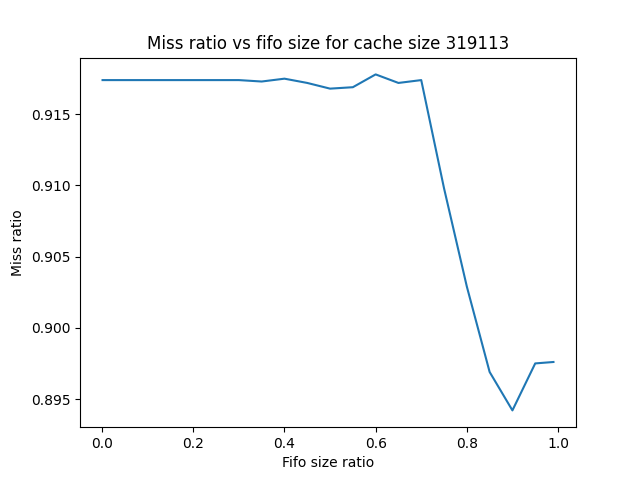 Miss ratio vs fifo size for cache size 319113
Miss ratio
0.915
0.910
0.905
0.900
0.895
0.0 0.2 0.4 0.6 0.8 1.0
Fifo size ratio